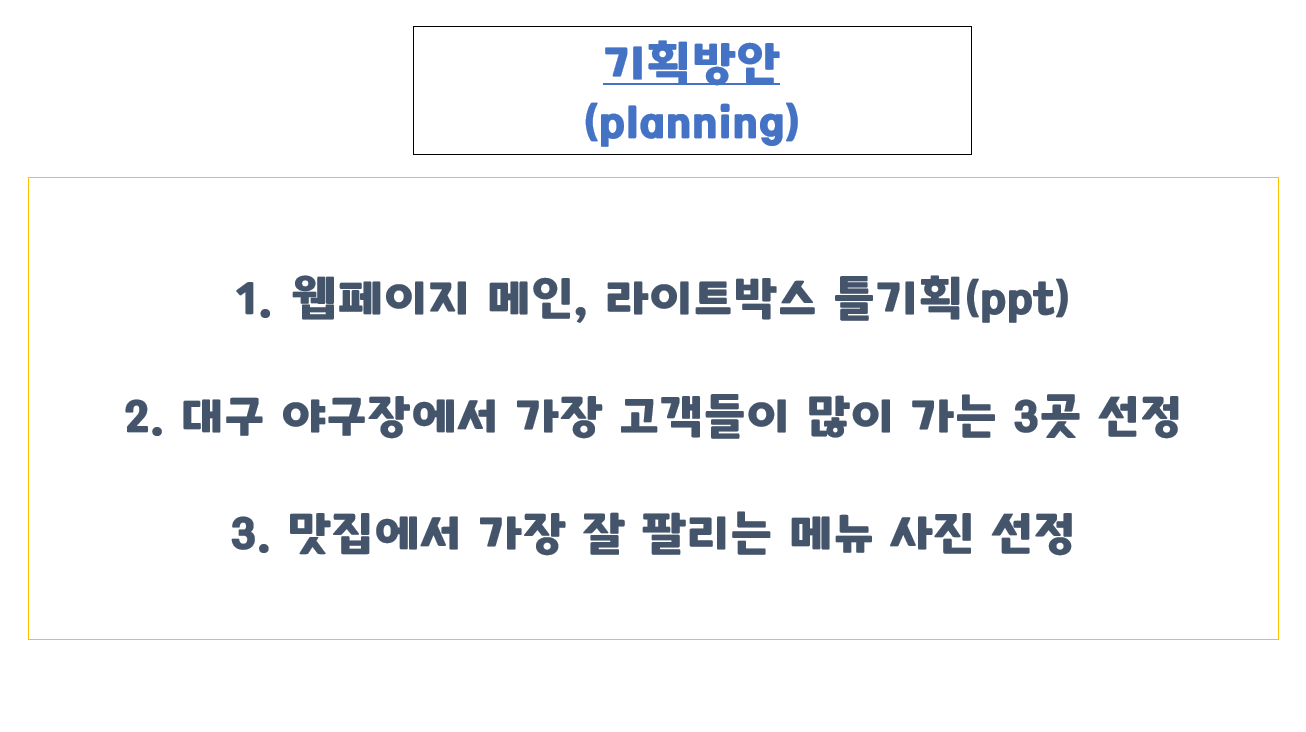 기획방안
(planning)
1. 웹페이지 메인, 라이트박스 틀기획(ppt)
2. 대구 야구장에서 가장 고객들이 많이 가는 3곳 선정
3. 맛집에서 가장 잘 팔리는 메뉴 사진 선정